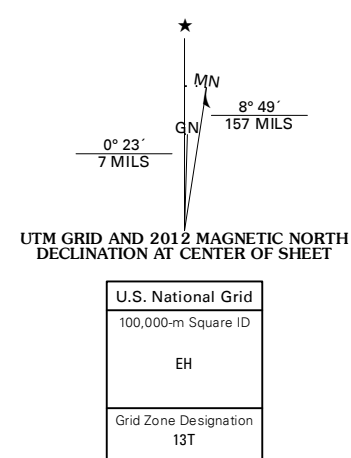 ★
MN
GN
8° 49´
157 MILS
0° 23´
7 MILS
UTM GRID AND 2012 MAGNETIC NORTH
DECLINATION AT CENTER OF SHEET
U.S. National Grid
100,000-m Square ID
EH
Grid Zone Designation
13T